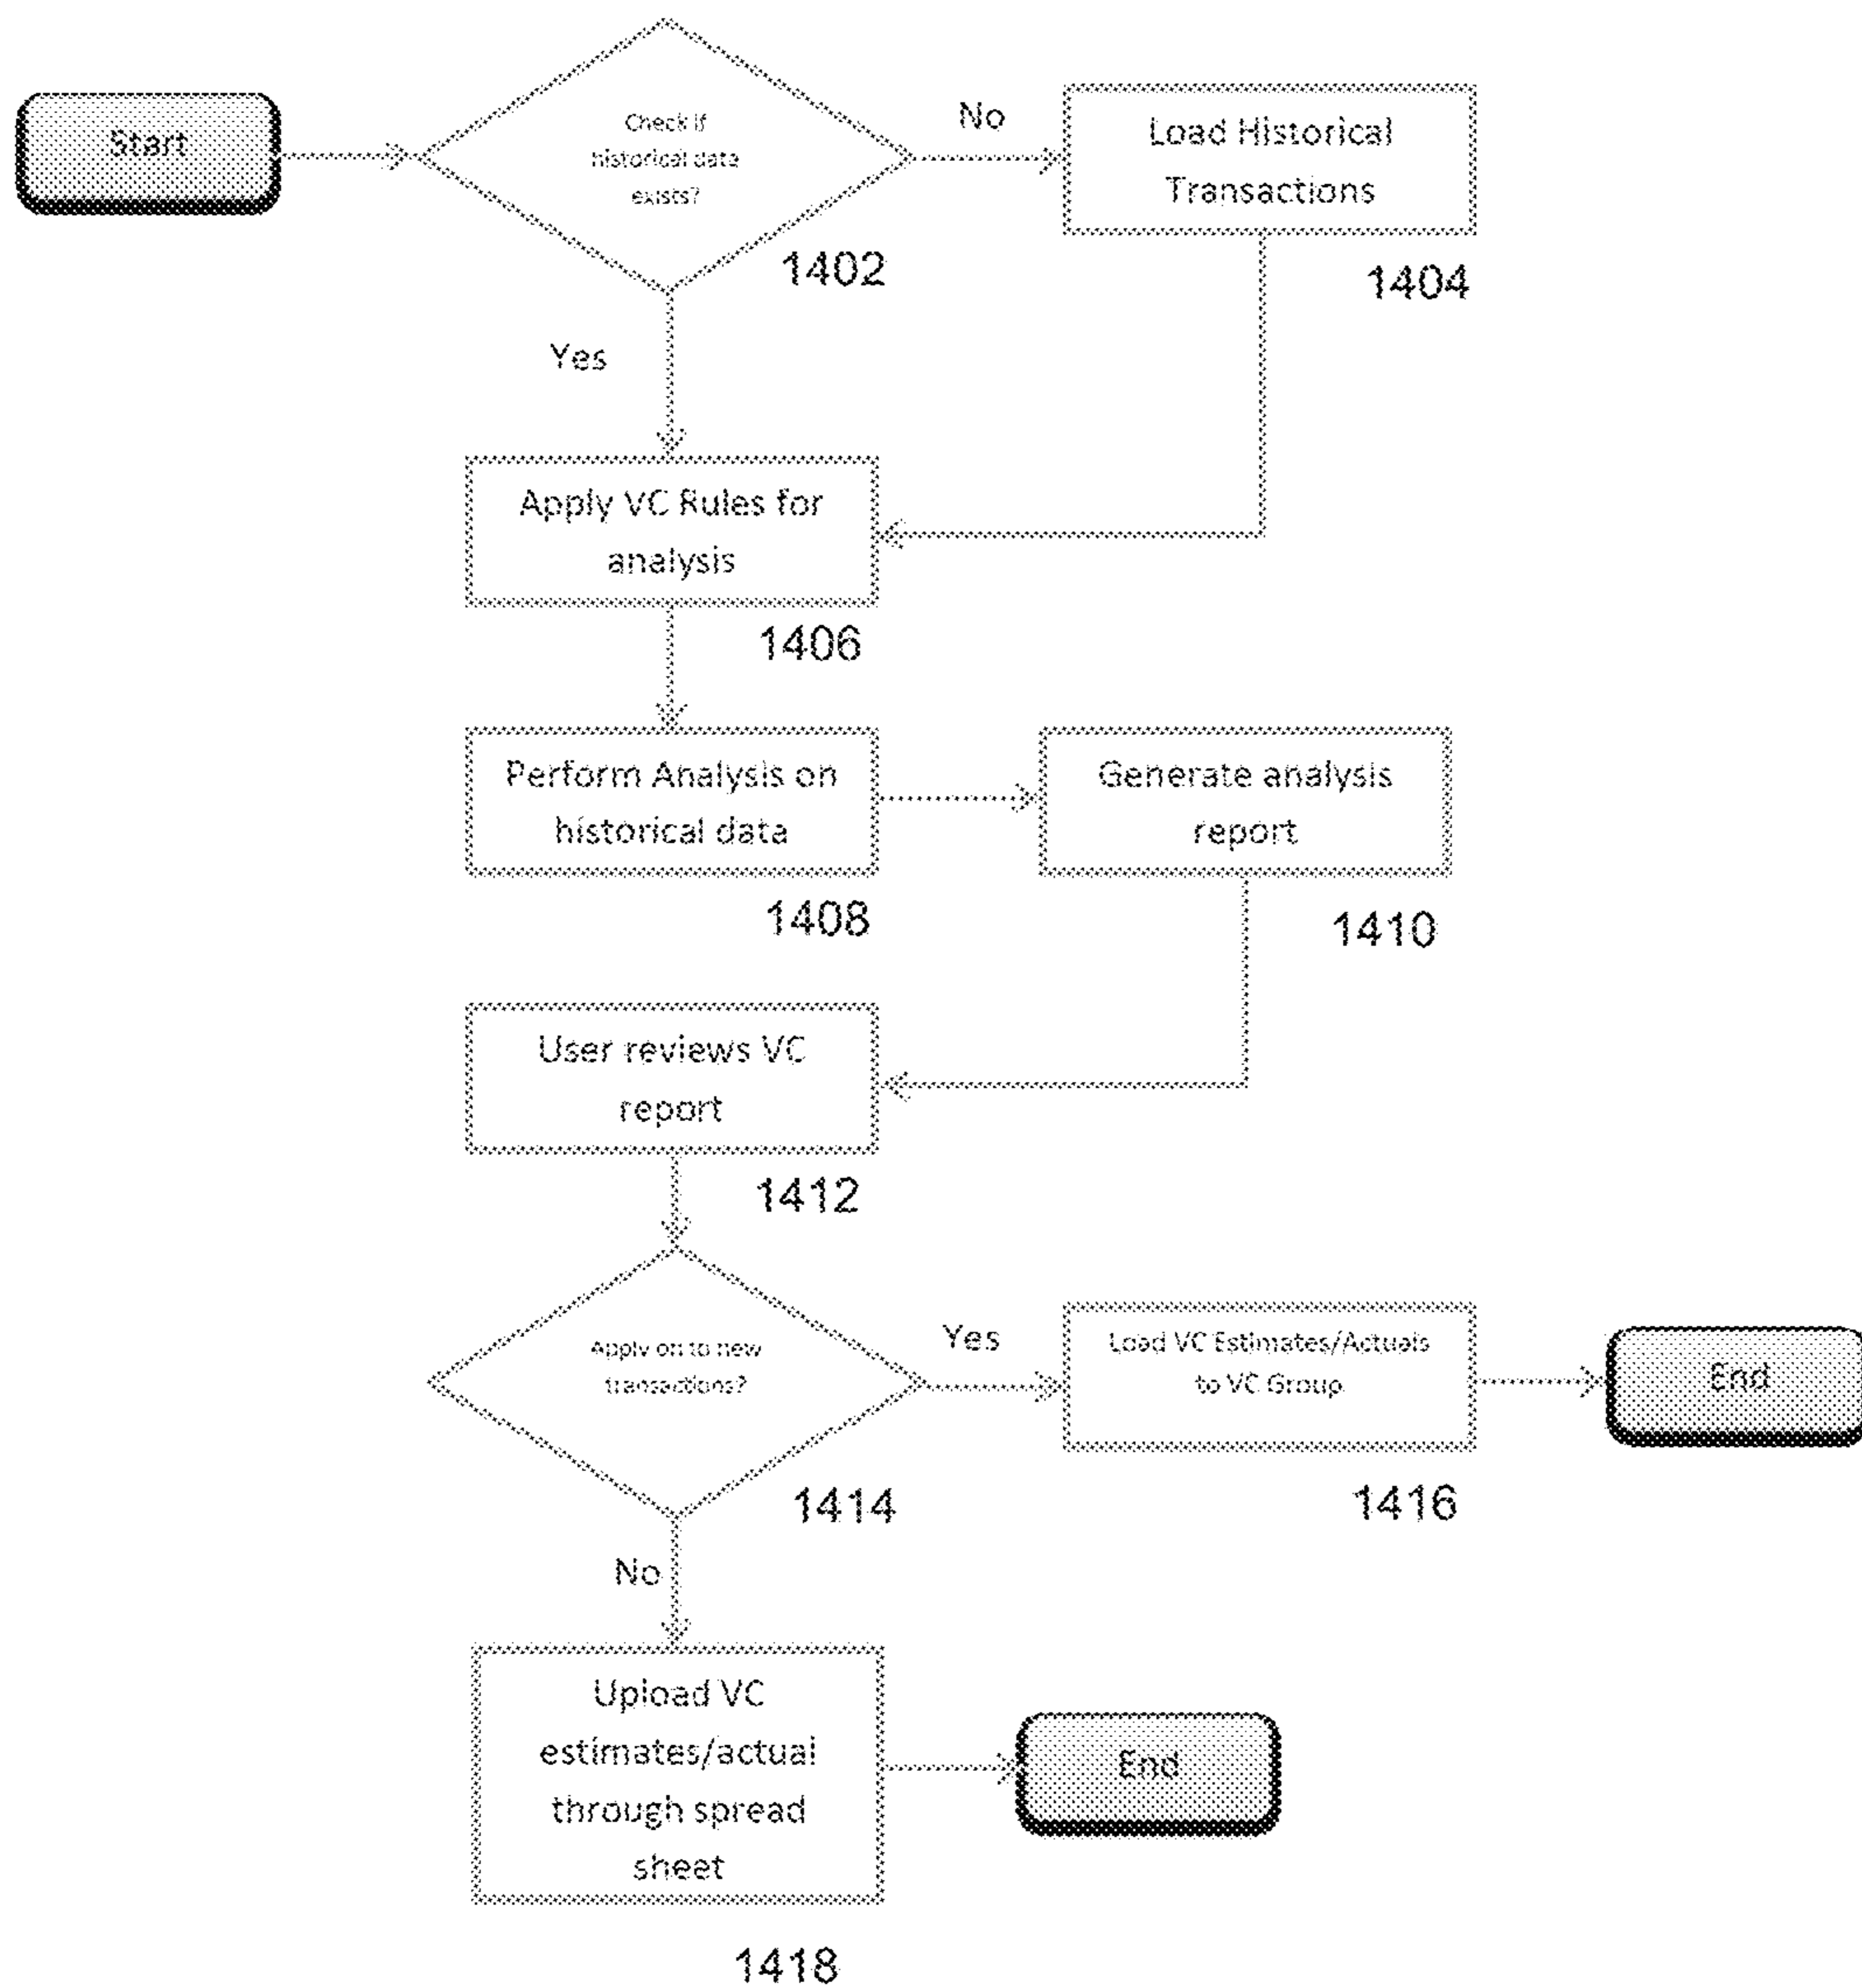 Start
Check if
historical data
exists?
1402
No
Load Historical
Transactions
1404
Yes
Apply VC Rules for
analysis
1406
Perform Analysis on
historical data
1408
Generate analysis
report
1410
User reviews VC
report
1412
Apply on to new
transactions?
1414
Yes
Load VC Estimates/Actuals
to VC Group
1416
End
No
Upload VC
estimates/actual
through spread
sheet
1418
End